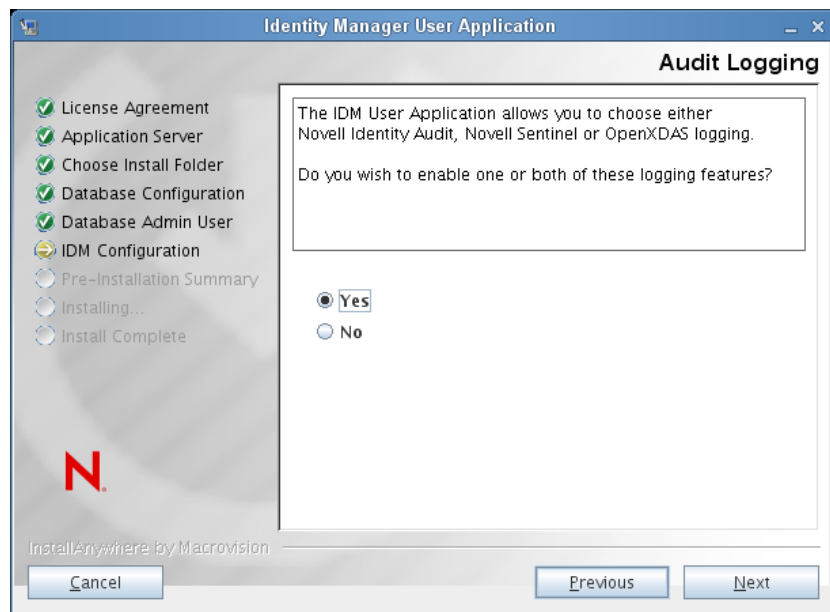 Identity Manager User Application
Audit Logging
License Agreement
Application Server
Choose Install Folder
Database Configuration
Database Admin User
IDM Configuration
Pre-Installation Summary
Installing...
Install Complete
The IDM User Application allows you to choose either
Novell Identity Audit, Novell Sentinel or OpenXDAS logging.
Do you wish to enable one or both of these logging features?
Yes
No
N.
InstallAnywhere by Macrovision
Cancel
Previous
Next